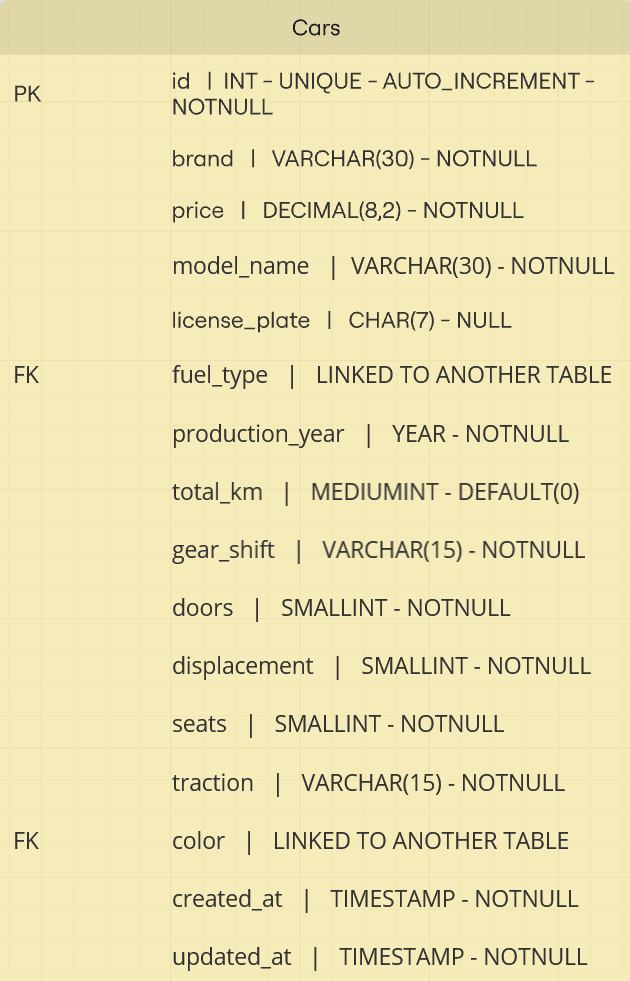 Cars
PK
id | INT - UNIQUE - AUTO_INCREMENT -
NOTNULL
brand | VARCHAR(30) - NOTNULL
price | DECIMAL(8,2) - NOTNULL
model_name | VARCHAR(30) - NOTNULL
license_plate | CHAR(7) - NULL
FK fuel_type | LINKED TO ANOTHER TABLE
production_year | YEAR - NOTNULL
total_km | MEDIUMINT - DEFAULT(0)
gear_shift | VARCHAR(15) - NOTNULL
doors | SMALLINT - NOTNULL
displacement | SMALLINT - NOTNULL
seats | SMALLINT - NOTNULL
traction | VARCHAR(15) - NOTNULL
FK color | LINKED TO ANOTHER TABLE
created_at | TIMESTAMP - NOTNULL
updated_at | TIMESTAMP - NOTNULL